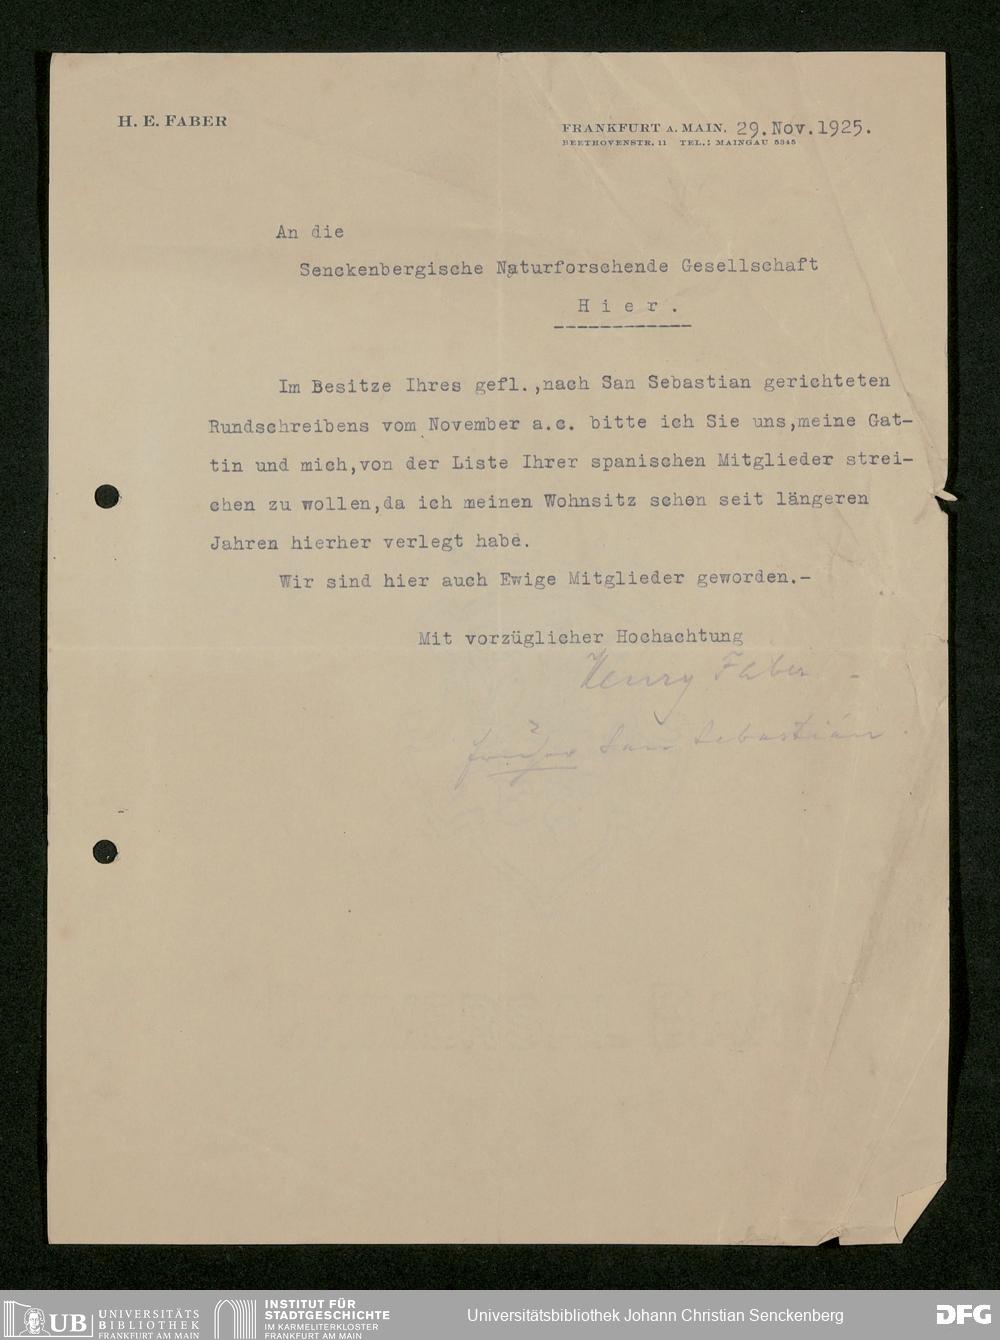 H. E. FABER
FRANKFURT A. MAIN, 29.Nov.1925.
BEETHOVENSTR. 11 TEL.: MAINGAU 5345
An die
Senckenbergische Naturforschende Gesellschaft
H i e r .
Im Besitze Ihres gefl.,nach San Sebastian gerichteten
Rundschreibens vom November a.c. bitte ich Sie uns,meine Gat-
tin und mich,von der Liste Ihrer spanischen Mitglieder strei-
chen zu wollen,da ich meinen Wohnsitz schon seit längeren
Jahren hierher verlegt habe.
Wir sind hier auch Ewige Mitglieder geworden.-
Mit vorzüglicher Hochachtung
Henry Faber
früher San Sebastián.
UB UNIVERSITÄTS
BIBLIOTHEK
FRANKFURT AM MAIN
INSTITUT FÜR
STADTGESCHICHTE
IM KARMELITERKLOSTER
FRANKFURT AM MAIN
Universitätsbibliothek Johann Christian Senckenberg
DFG